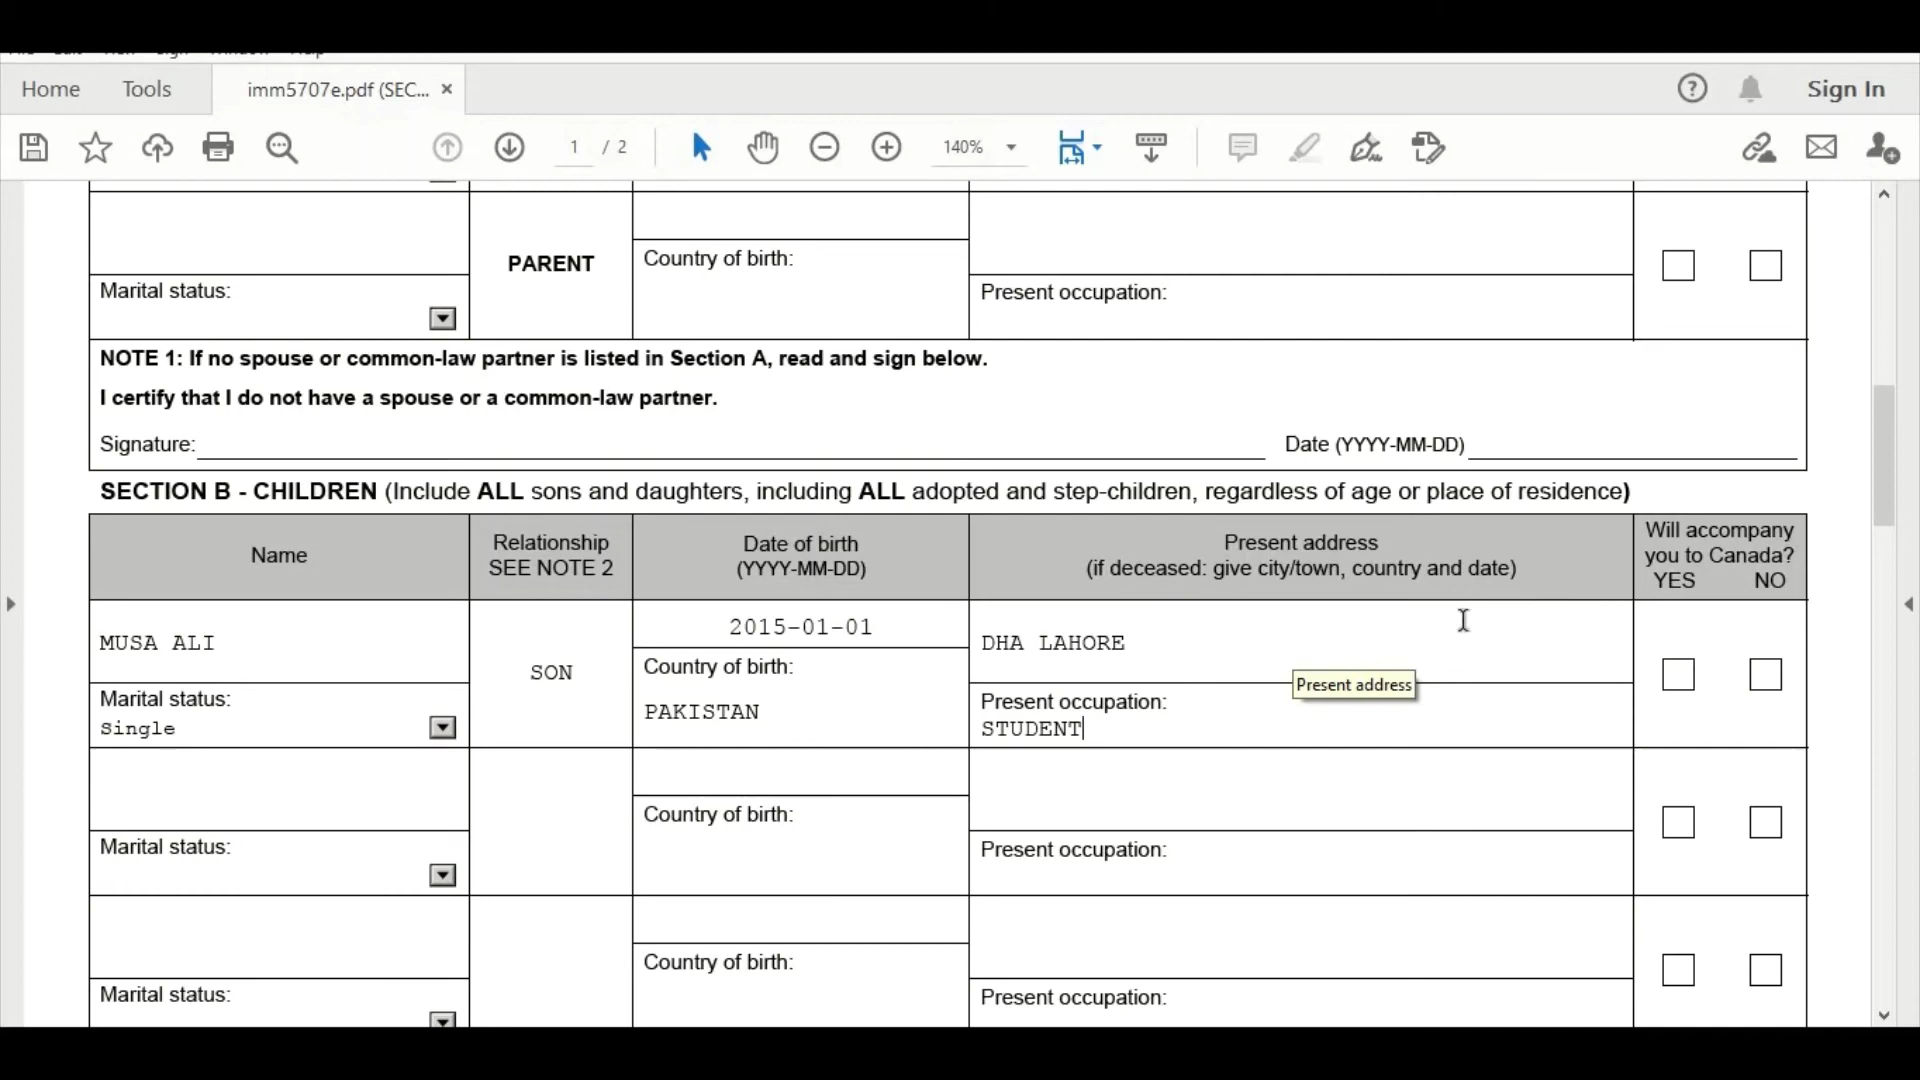 Home
Tools
imm5707e.pdf (SEC...
Sign In
1 / 2
140%
PARENT
Country of birth:
Marital status:
Present occupation:
NOTE 1: If no spouse or common-law partner is listed in Section A, read and sign below.
I certify that I do not have a spouse or a common-law partner.
Signature:
Date (YYYY-MM-DD)
SECTION B - CHILDREN (Include ALL sons and daughters, including ALL adopted and step-children, regardless of age or place of residence)
Name
Relationship
SEE NOTE 2
Date of birth
(YYYY-MM-DD)
Present address
(if deceased: give city/town, country and date)
Will accompany
you to Canada?
YES NO
MUSA ALI
Marital status:
Single
SON
2015-01-01
Country of birth:
PAKISTAN
DHA LAHORE
Present address
Present occupation:
STUDENT
Marital status:
Country of birth:
Present occupation:
Marital status:
Country of birth:
Present occupation: